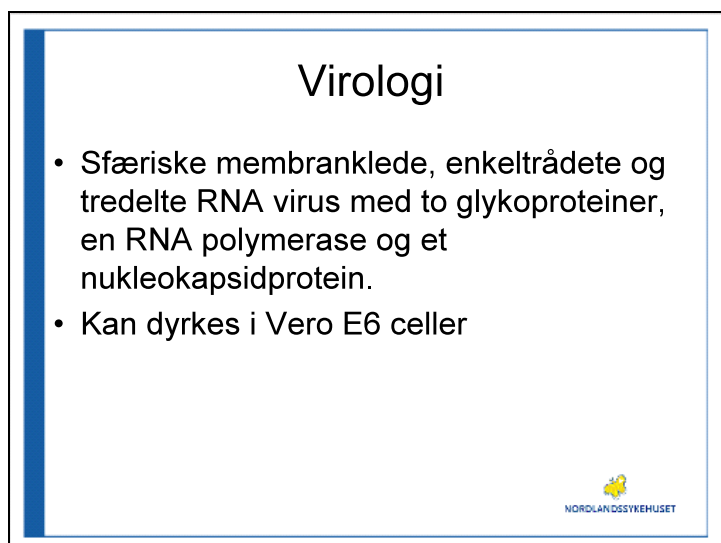 Virologi
• Sfæriske membranklede, enkeltrådete og
tredelte RNA virus med to glykoproteiner,
en RNA polymerase og et
nukleokapsidprotein.
• Kan dyrkes i Vero E6 celler
NORDLANDSSYKEHUSET